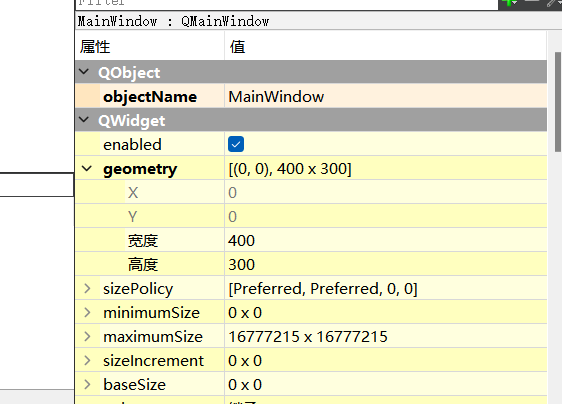 Filter
MainWindow : QMainWindow
属性 值
QObject
objectName MainWindow
QWidget
enabled
geometry [(0, 0), 400 x 300]
X 0
Y 0
宽度 400
高度 300
sizePolicy [Preferred, Preferred, 0, 0]
minimumSize 0 x 0
maximumSize 16777215 x 16777215
sizeIncrement 0 x 0
baseSize 0 x 0